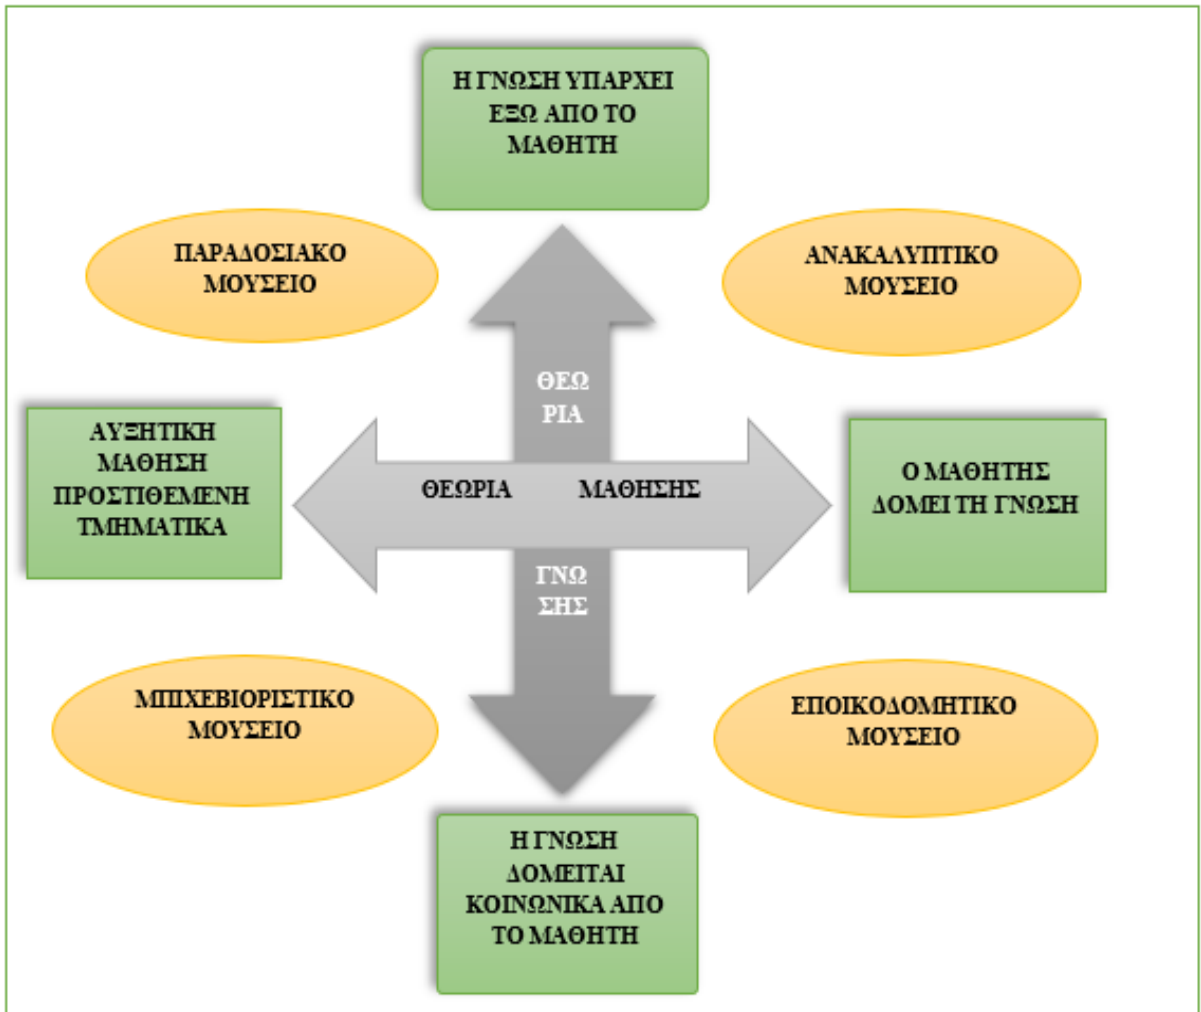 Η ΓΝΩΣΗ ΥΠΑΡΧΕΙ
ΕΞΩ ΑΠΟ ΤΟ
ΜΑΘΗΤΗ
ΠΑΡΑΔΟΣΙΑΚΟ
ΜΟΥΣΕΙΟ
ΑΝΑΚΑΛΥΠΤΙΚΟ
ΜΟΥΣΕΙΟ
ΘΕΩ
ΡΙΑ
ΑΥΞΗΤΙΚΗ
ΜΑΘΗΣΗ
ΠΡΟΣΤΙΘΕΜΕΝΗ
ΤΜΗΜΑΤΙΚΑ
ΘΕΩΡΙΑ ΜΑΘΗΣΗΣ
Ο ΜΑΘΗΤΗΣ
ΔΟΜΕΙ ΤΗ ΓΝΩΣΗ
ΓΝΩ
ΣΗΣ
ΜΠΙΧΕΒΙΟΡΙΣΤΙΚΟ
ΜΟΥΣΕΙΟ
ΕΠΟΙΚΟΔΟΜΗΤΙΚΟ
ΜΟΥΣΕΙΟ
Η ΓΝΩΣΗ
ΔΟΜΕΙΤΑΙ
ΚΟΙΝΩΝΙΚΑ ΑΠΟ
ΤΟ ΜΑΘΗΤΗ